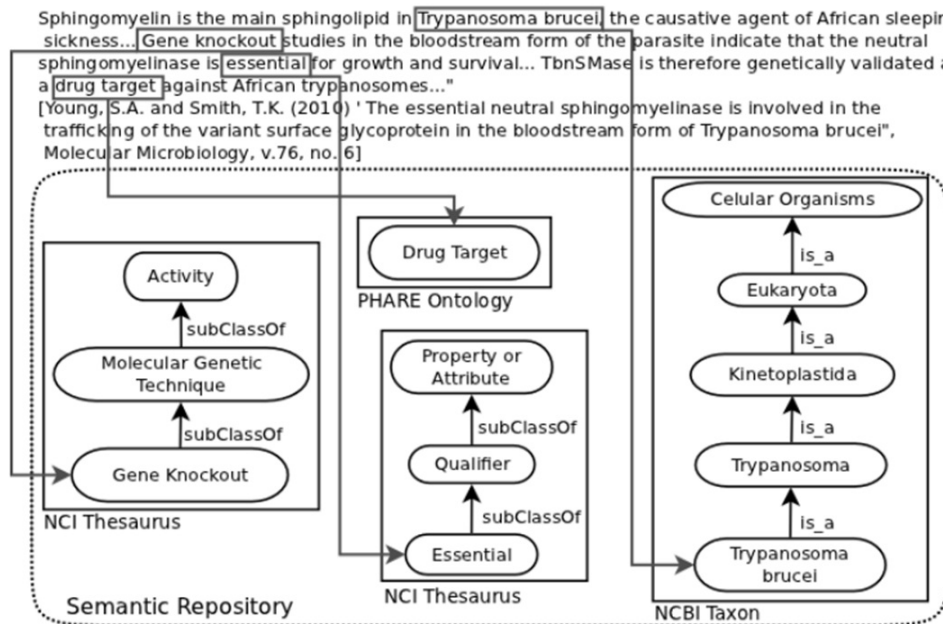 Sphingomyelin is the main sphingolipid in Trypanosoma brucei, the causative agent of African
sickness... Gene knockout studies in the bloodstream form of the parasite indicate that the neutral
sphingomyelinase is essential for growth and survival... TbnSMase is therefore genetically validated
a drug target against African trypanosomes..."
[Young, S.A. and Smith, T.K. (2010) ' The essential neutral sphingomyelinase is involved in the
trafficking of the variant surface glycoprotein in the bloodstream form of Trypanosoma brucei",
Molecular Microbiology, v.76, no. 6]
Activity
subClassOf
Molecular Genetic
Technique
subClassOf
Gene Knockout
NCI Thesaurus
Drug Target
PHARE Ontology
Property or
Attribute
subClassOf
Qualifier
subClassOf
Essential
NCI Thesaurus
Celular Organisms
is_a
Eukaryota
is_a
Kinetoplastida
is_a
Trypanosoma
is_a
Trypanosoma
brucei
NCBI Taxon
Semantic Repository